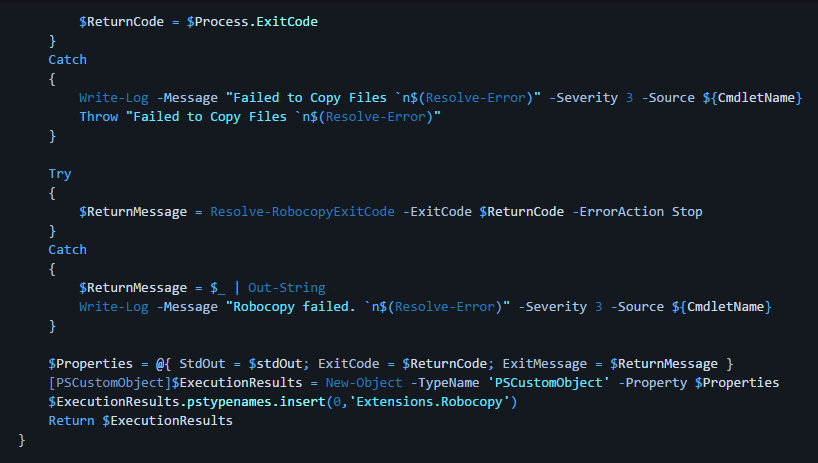 $ReturnCode = $Process.ExitCode
}
Catch
{
Write-Log -Message "Failed to Copy Files `n$(Resolve-Error)" -Severity 3 -Source ${CmdletName}
Throw "Failed to Copy Files `n$(Resolve-Error)"
}
Try
{
$ReturnMessage = Resolve-RobocopyExitCode -ExitCode $ReturnCode -ErrorAction Stop
}
Catch
{
$ReturnMessage = $_ | Out-String
Write-Log -Message "Robocopy failed. `n$(Resolve-Error)" -Severity 3 -Source ${CmdletName}
}
$Properties = @{ StdOut = $stdOut; ExitCode = $ReturnCode; ExitMessage = $ReturnMessage }
[PSCustomObject]$ExecutionResults = New-Object -TypeName 'PSCustomObject' -Property $Properties
$ExecutionResults.pstypenames.insert(0,'Extensions.Robocopy')
Return $ExecutionResults
}